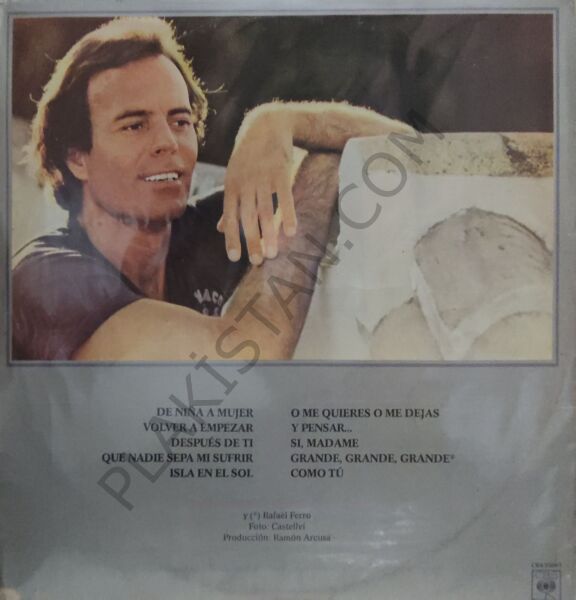 PLAKİSTAN.COM
DE NIÑA A MUJER
VOLVER A EMPEZAR
DESPUÉS DE TI
QUE NADIE SEPA MI SUFRIR
ISLA EN EL SOL
O ME QUIERES O ME DEJAS
Y PENSAR...
SI, MADAME
GRANDE, GRANDE, GRANDE*
COMO TÚ
y (*) Rafael Ferro
Foto: Castellví
Producción: Ramón Arcusa
CBS